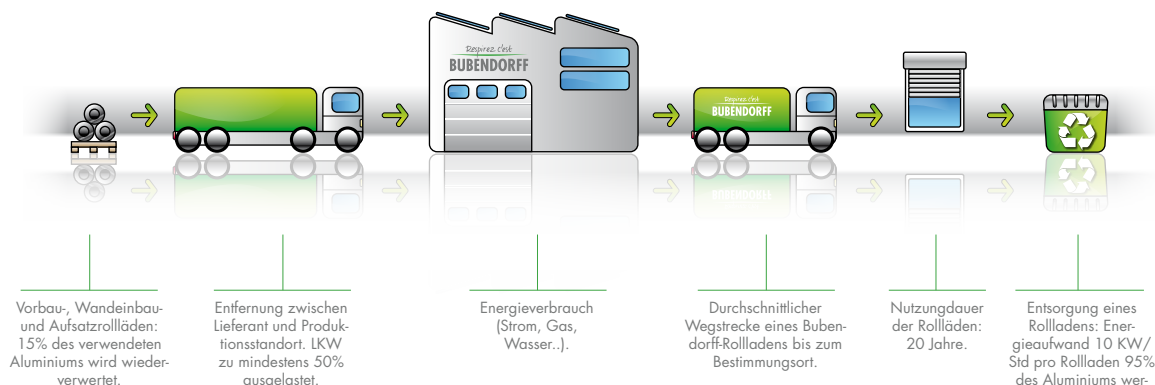 Respirez c'est
BUBENDORFF
Respirez c'est
BUBENDORFF
Vorbau-, Wandeinbau-
und Aufsatzrollläden:
15% des verwendeten
Aluminiums wird wieder-
verwertet.
Entfernung zwischen
Lieferant und Produk-
tionsstandort. LKW
zu mindestens 50%
ausgelastet.
Energieverbrauch
(Strom, Gas,
Wasser..).
Durchschnittlicher
Wegstrecke eines Buben-
dorff-Rollladens bis zum
Bestimmungsort.
Nutzungdauer
der Rollläden:
20 Jahre.
Entsorgung eines
Rollladens: Ener-
gieaufwand 10 KW/
Std pro Rollladen 95%
des Aluminiums wer-